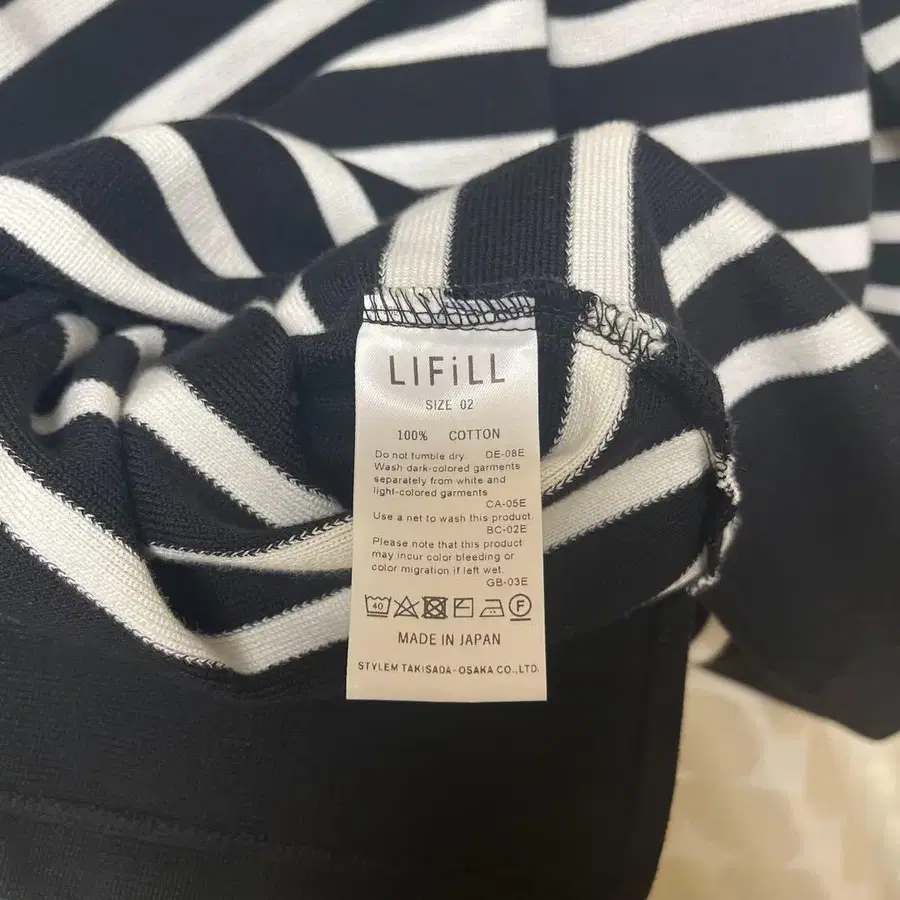 LIFiLL
SIZE 02
100% COTTON
Do not tumble dry. DE-08E
Wash dark-colored garments
separately from white and
light-colored garments
CA-05E
Use a net to wash this product.
BC-02E
Please note that this product
may incur color bleeding or
color migration if left wet.
GB-03E
40 F
MADE IN JAPAN
STYLEM TAKISADA-OSAKA CO.,LTD.